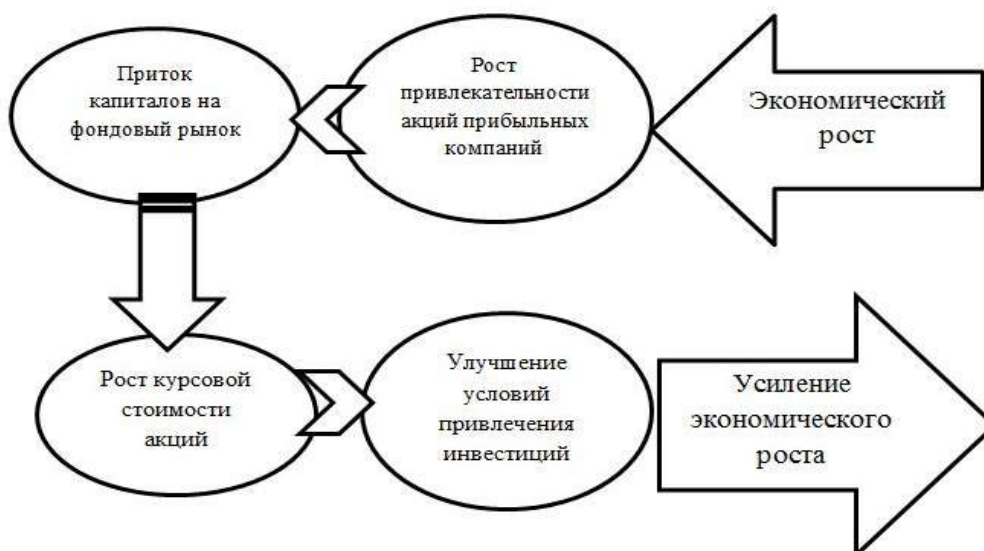 Экономический
рост
Рост
привлекательности
акций прибыльных
компаний
Приток
капиталов на
фондовый рынок
Рост курсовой
стоимости
акций
Улучшение
условий
привлечения
инвестиций
Усиление
экономического
роста